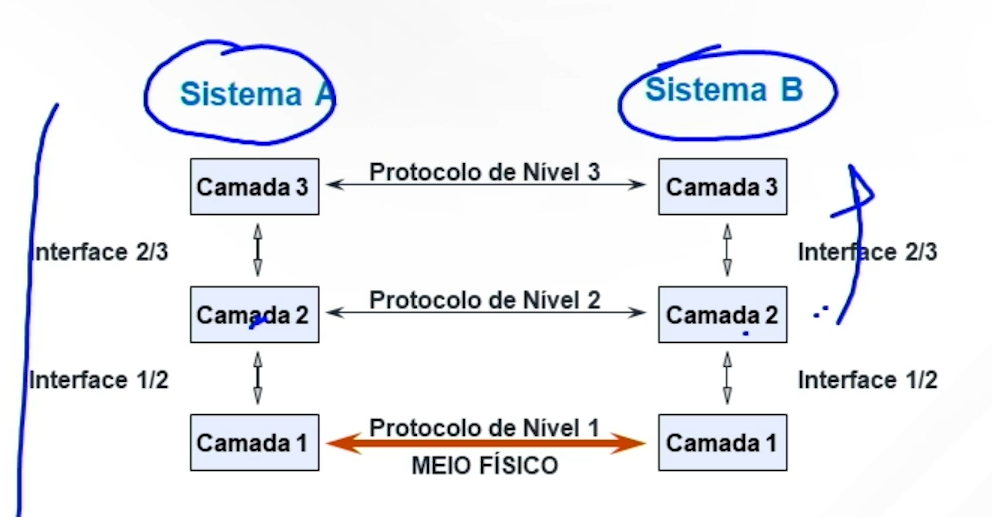 Sistema A
Sistema B
Camada 3
Protocolo de Nível 3
Camada 3
Interface 2/3
Interface 2/3
Camada 2
Protocolo de Nível 2
Camada 2
Interface 1/2
Interface 1/2
Camada 1
Protocolo de Nível 1
Camada 1
MEIO FÍSICO